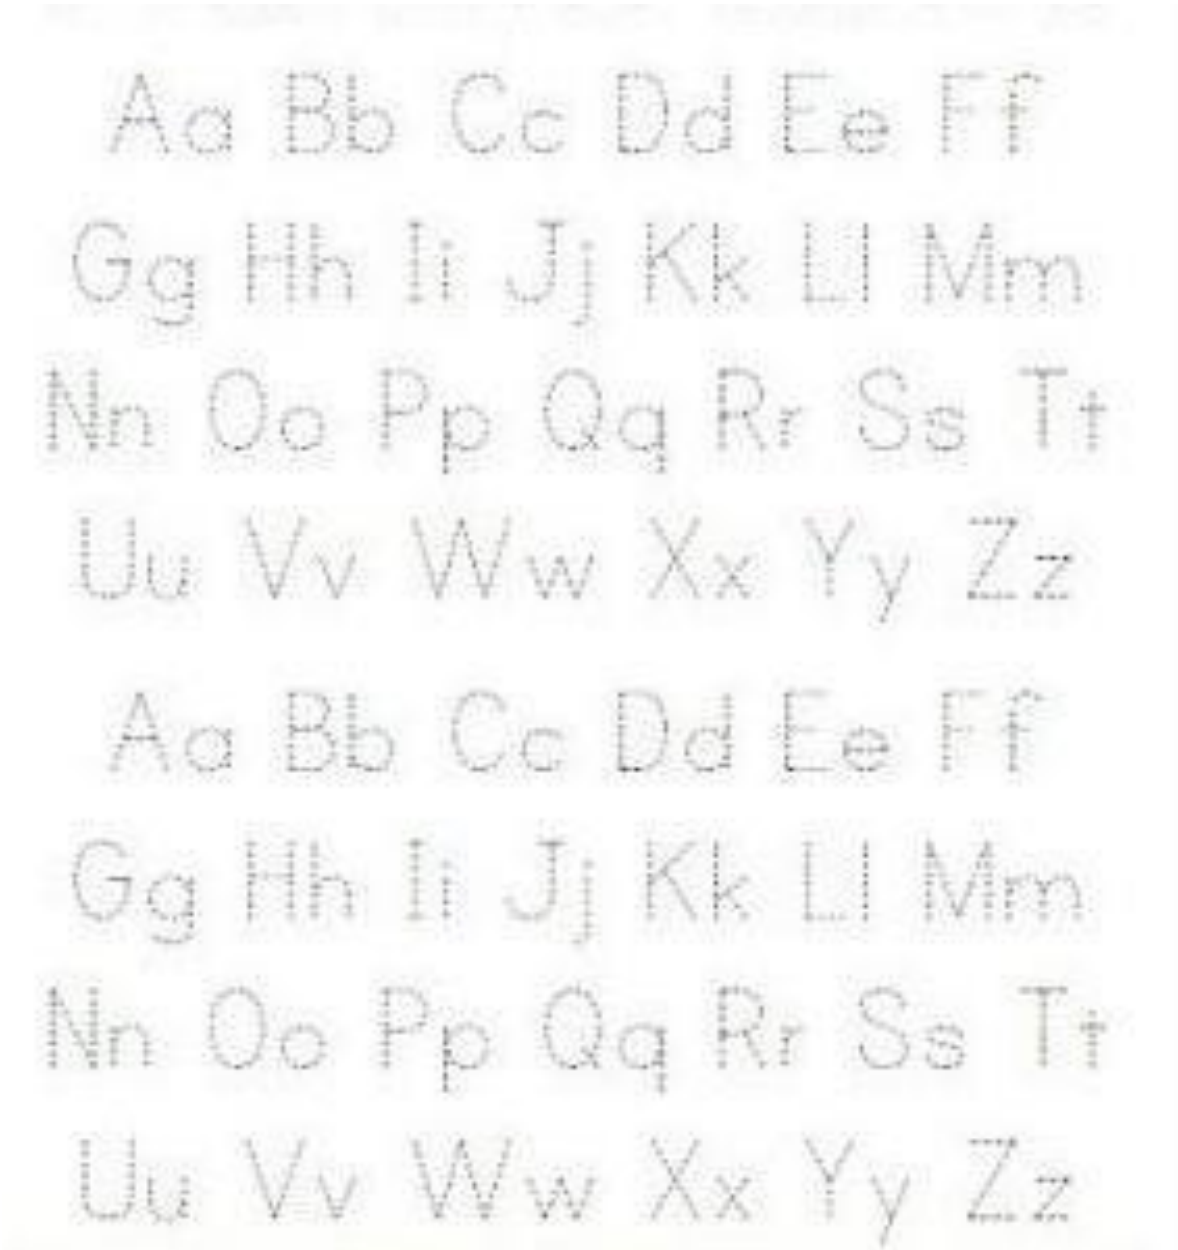 Aa Bb Cc Dd Ee Ff
Gg Hh Ii Jj Kk Ll Mm
Nn Oo Pp Qq Rr Ss Tt
Uu Vv Ww Xx Yy Zz
Aa Bb Cc Dd Ee Ff
Gg Hh Ii Jj Kk Ll Mm
Nn Oo Pp Qq Rr Ss Tt
Uu Vv Ww Xx Yy Zz